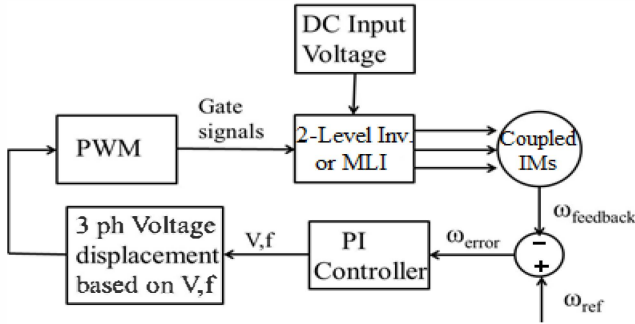 DC Input
Voltage
Gate
signals
PWM
2-Level Inv.
or MLI
Coupled
IMs
ωfeedback
3 ph Voltage
displacement
based on V,f
V,f
PI
Controller
ωerror
−
+
ωref